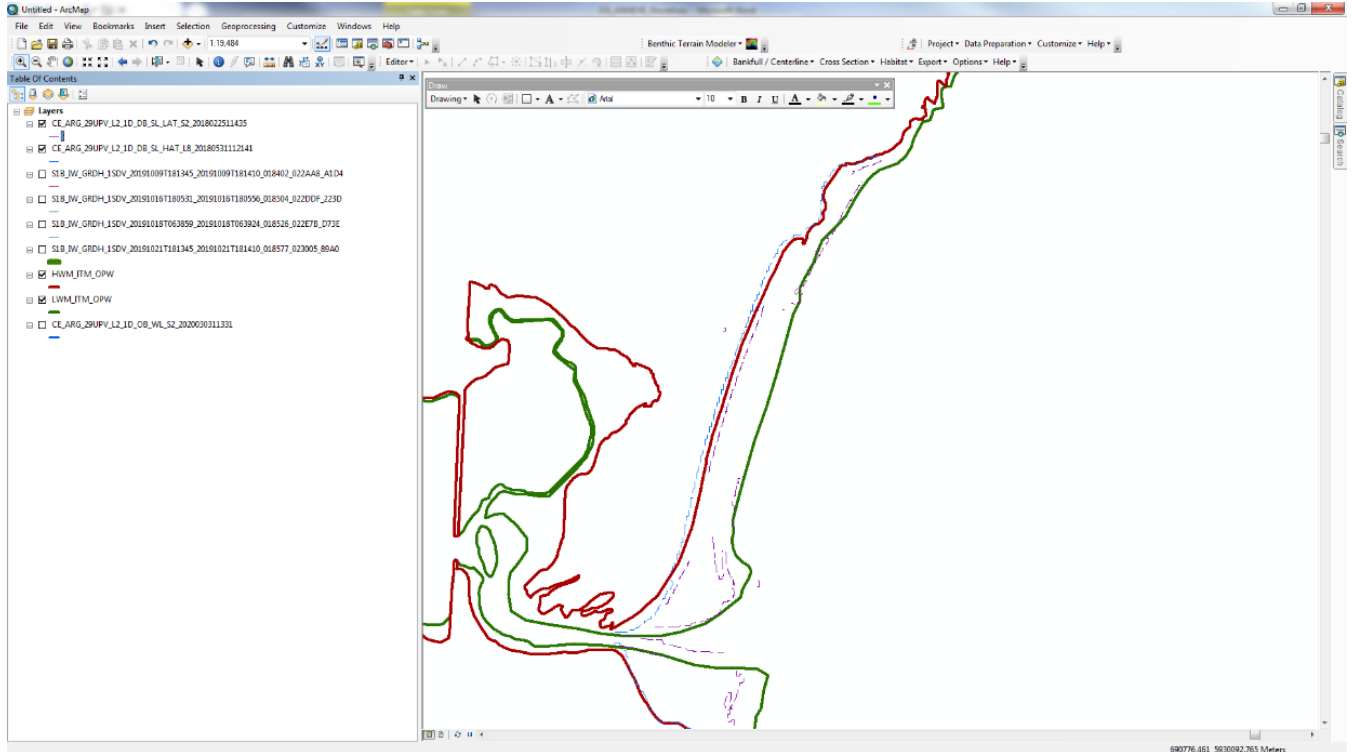 Untitled - ArcMap
File Edit View Bookmarks Insert Selection Geoprocessing Customize Windows Help
1:19,484
Benthic Terrain Modeler
Project Data Preparation Customize Help
Editor
Bankfull / Centerline Cross Section Habitat Export Options Help
Table Of Contents
Draw
Drawing A Arial 10 B I U A
Layers
CE_ARG_29UPV_L2_1D_DB_SL_LAT_S2_2018022511435
CE_ARG_29UPV_L2_1D_DB_SL_HAT_L8_20180531112141
S1B_IW_GRDH_1SDV_20191009T181345_20191009T181410_018402_022AA8_A1D4
S1B_IW_GRDH_1SDV_20191016T180531_20191016T180556_018504_022DDF_223D
S1B_IW_GRDH_1SDV_20191018T063859_20191018T063924_018526_022E7B_D73E
S1B_IW_GRDH_1SDV_20191021T181345_20191021T181410_018577_023005_89A0
HWM_ITM_OPW
LWM_ITM_OPW
CE_ARG_29UPV_L2_1D_OB_WL_S2_2020030311331
Catalog
Search
690776.461 5930092.765 Meters